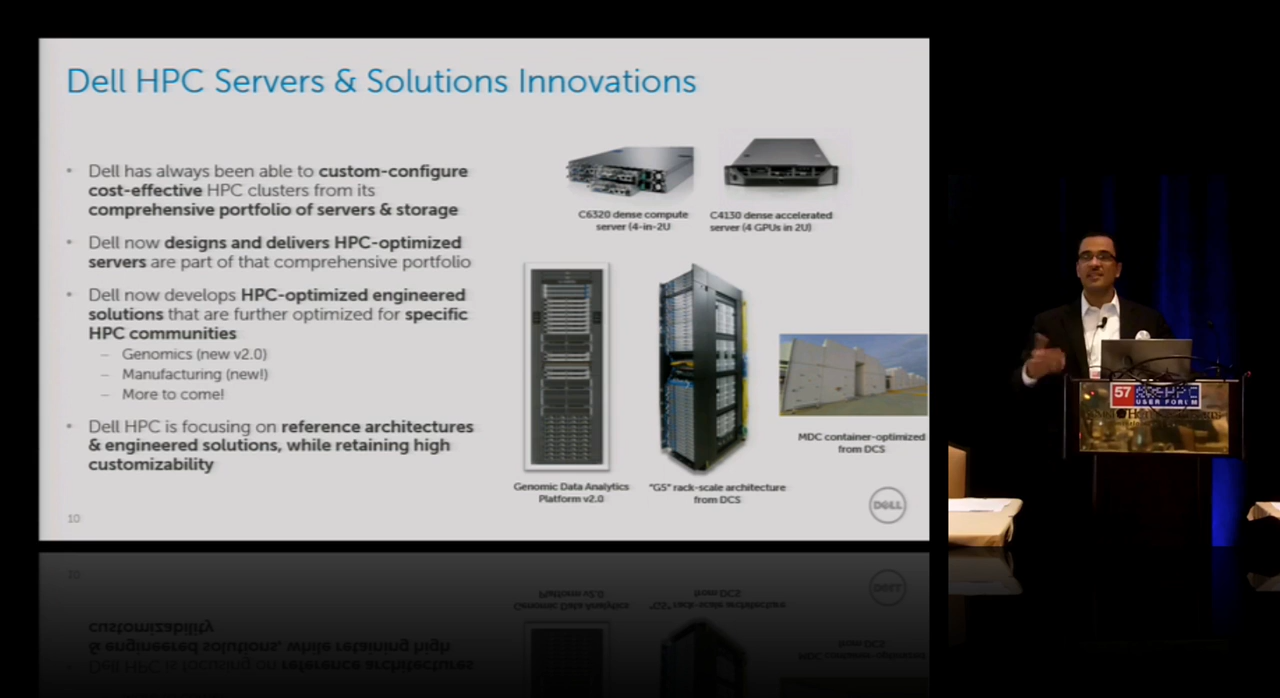 Dell HPC Servers & Solutions Innovations
• Dell has always been able to custom-configure
cost-effective HPC clusters from its
comprehensive portfolio of servers & storage
• Dell now designs and delivers HPC-optimized
servers are part of that comprehensive portfolio
• Dell now develops HPC-optimized engineered
solutions that are further optimized for specific
HPC communities
– Genomics (new v2.0)
– Manufacturing (new!)
– More to come!
• Dell HPC is focusing on reference architectures
& engineered solutions, while retaining high
customizability
10
C6320 dense compute
server (4-in-2U
C4130 dense accelerated
server (4 GPUs in 2U)
Genomic Data Analytics
Platform v2.0
"G5" rack-scale architecture
from DCS
MDC container-optimized
from DCS
DELL
57
HPC
USER FORUM